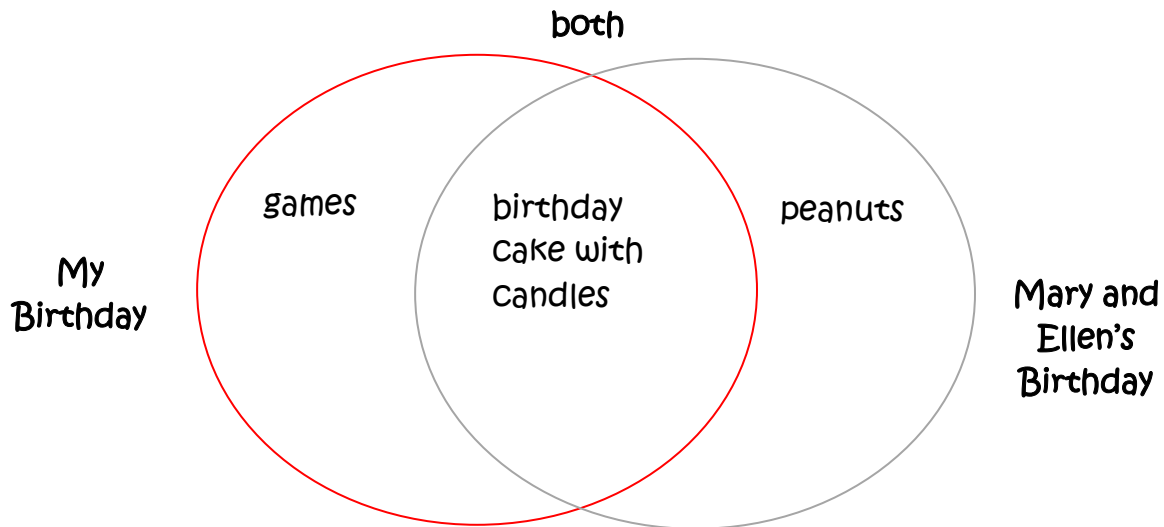 both
games
birthday
cake with
candles
peanuts
My
Birthday
Mary and
Ellen's
Birthday